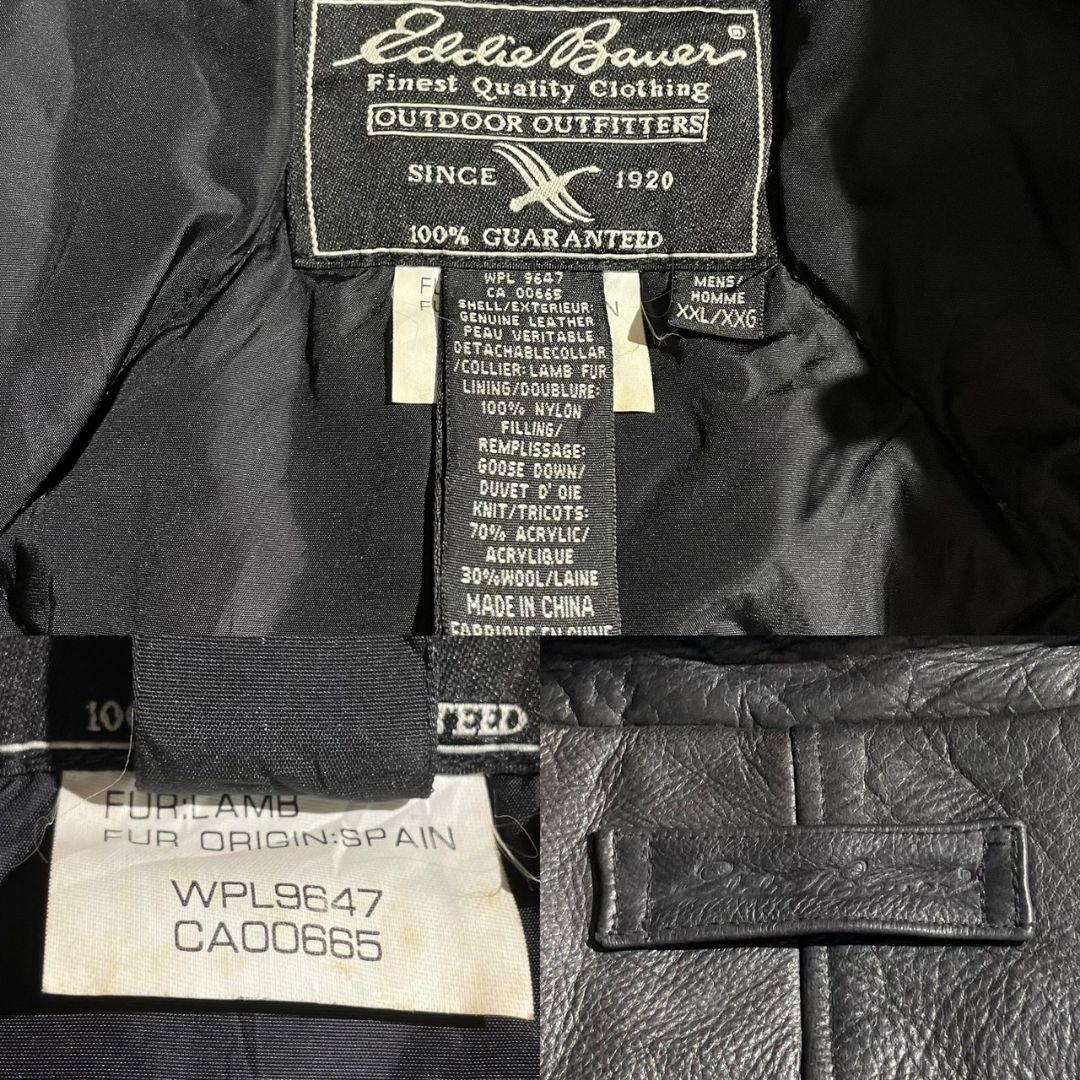 Eddie Bauer®
Finest Quality Clothing
OUTDOOR OUTFITTERS
SINCE 1920
100% GUARANTEED
WPL 9647
CA 00665
SHELL/EXTERIEUR:
GENUINE LEATHER
PEAU VERITABLE
DETACHABLECOLLAR
/COLLIER:LAMB FUR
LINING/DOUBLURE:
100% NYLON
FILLING/
REMPLISSAGE:
GOOSE DOWN/
DUVET D'OIE
KNIT/TRICOTS:
70% ACRYLIC/
ACRYLIQUE
30%WOOL/LAINE
MADE IN CHINA
FABRIQUE EN CHINE
MENS/
HOMME
XXL/XXG
FUR:LAMB
FUR ORIGIN:SPAIN
WPL9647
CA00665